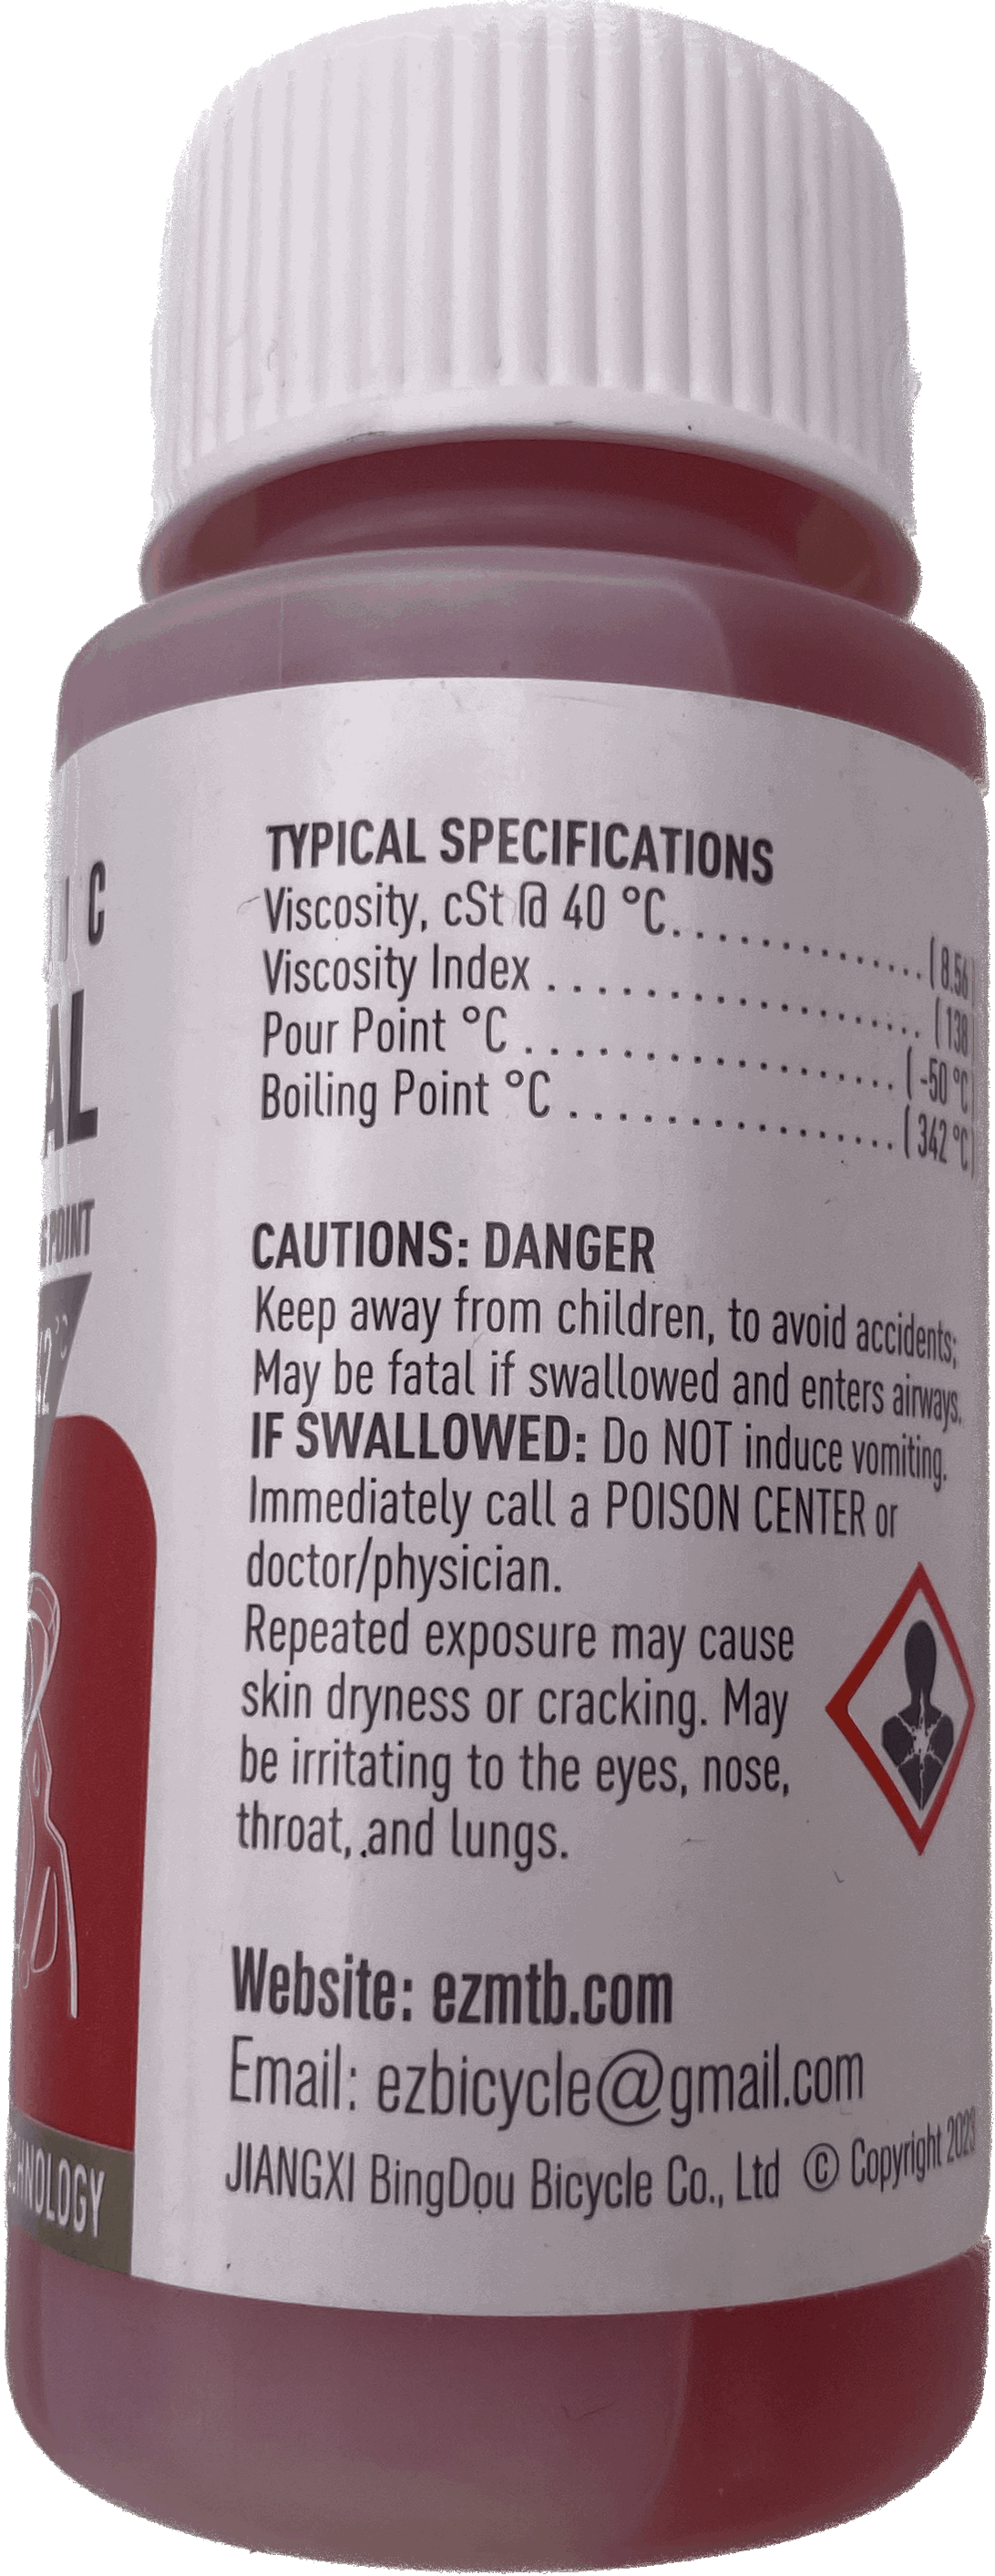 TYPICAL SPECIFICATIONS
Viscosity, cSt @ 40 °C..............(8.56)
Viscosity Index....................(138)
Pour Point °C....................(-50 °C)
Boiling Point °C.................(342 °C)
CAUTIONS: DANGER
Keep away from children, to avoid accidents;
May be fatal if swallowed and enters airways.
IF SWALLOWED: Do NOT induce vomiting.
Immediately call a POISON CENTER or
doctor/physician.
Repeated exposure may cause
skin dryness or cracking. May
be irritating to the eyes, nose,
throat, .and lungs.
Website: ezmtb.com
Email: ezbicycle@gmail.com
JIANGXI BingDou Bicycle Co., Ltd © Copyright 2023
C
AL
POINT
2°C
HNOLOGY